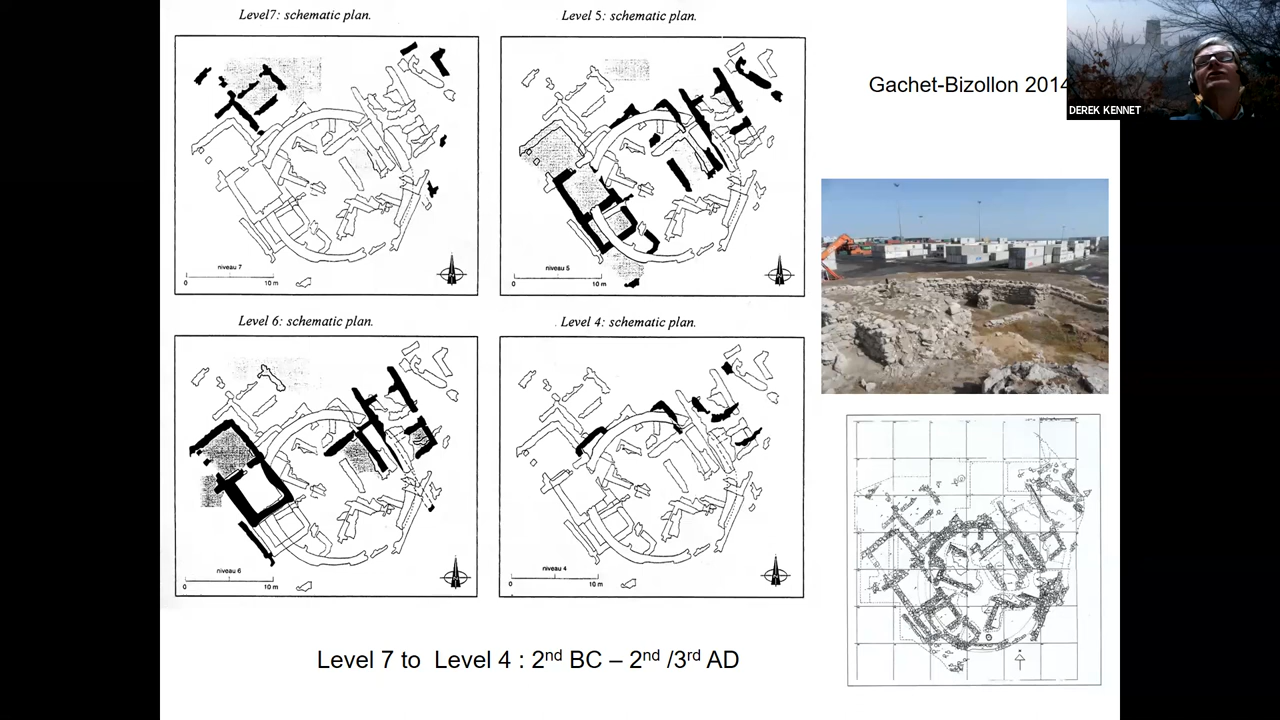 Level7: schematic plan.
Level 5: schematic plan.
Gachet-Bizollon 2014
DEREK KENNET
niveau 7
0 10 m
niveau 5
0 10 m
Level 6: schematic plan.
Level 4: schematic plan.
niveau 6
0 10 m
niveau 4
0 10 m
Level 7 to Level 4 : 2nd BC – 2nd /3rd AD